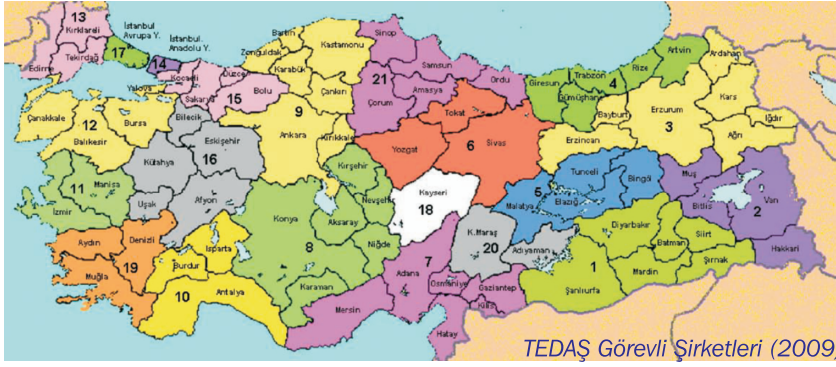 13
Kırklareli
İstanbul
Avrupa Y.
İstanbul.
Anadolu Y.
17
14
Edirne
Tekirdağ
Kocaeli
Yalova
Sakarya
Düzce
Bolu
15
Bartın
Zonguldak
Karabük
Kastamonu
Çankırı
9
Ankara
Kırıkkale
Sinop
Samsun
21
Amasya
Çorum
Ordu
Giresun
Trabzon
4
Rize
Artvin
Gümüşhane
Bayburt
Ardahan
Kars
Erzurum
3
Iğdır
Ağrı
Erzincan
Çanakkale
12
Bursa
Balıkesir
Bilecik
Eskişehir
Kütahya
16
Uşak
Afyon
Tokat
6
Sivas
Yozgat
Kırşehir
Nevşehir
Kayseri
18
Tunceli
Bingöl
5
Elazığ
Malatya
Muş
Bitlis
Van
2
Hakkari
11
Manisa
İzmir
Aydın
Denizli
Muğla
19
Isparta
Burdur
10
Antalya
Konya
Aksaray
8
Niğde
Karaman
K.Maraş
20
Adıyaman
Diyarbakır
Batman
Siirt
1
Mardin
Şırnak
Şanlıurfa
7
Adana
Osmaniye
Gaziantep
Kilis
Mersin
Hatay
TEDAŞ Görevli Şirketleri (2009)